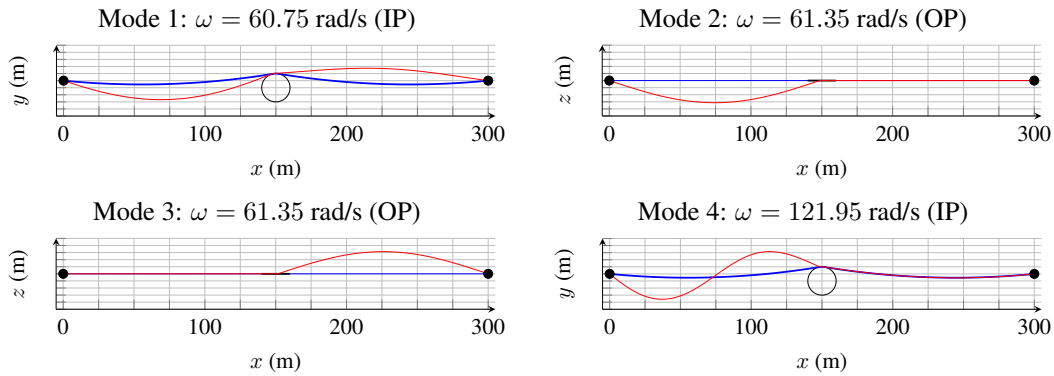 Mode 1: ω = 60.75 rad/s (IP)
y (m)
0 100 200 300
x (m)
Mode 2: ω = 61.35 rad/s (OP)
z (m)
0 100 200 300
x (m)
Mode 3: ω = 61.35 rad/s (OP)
z (m)
0 100 200 300
x (m)
Mode 4: ω = 121.95 rad/s (IP)
y (m)
0 100 200 300
x (m)